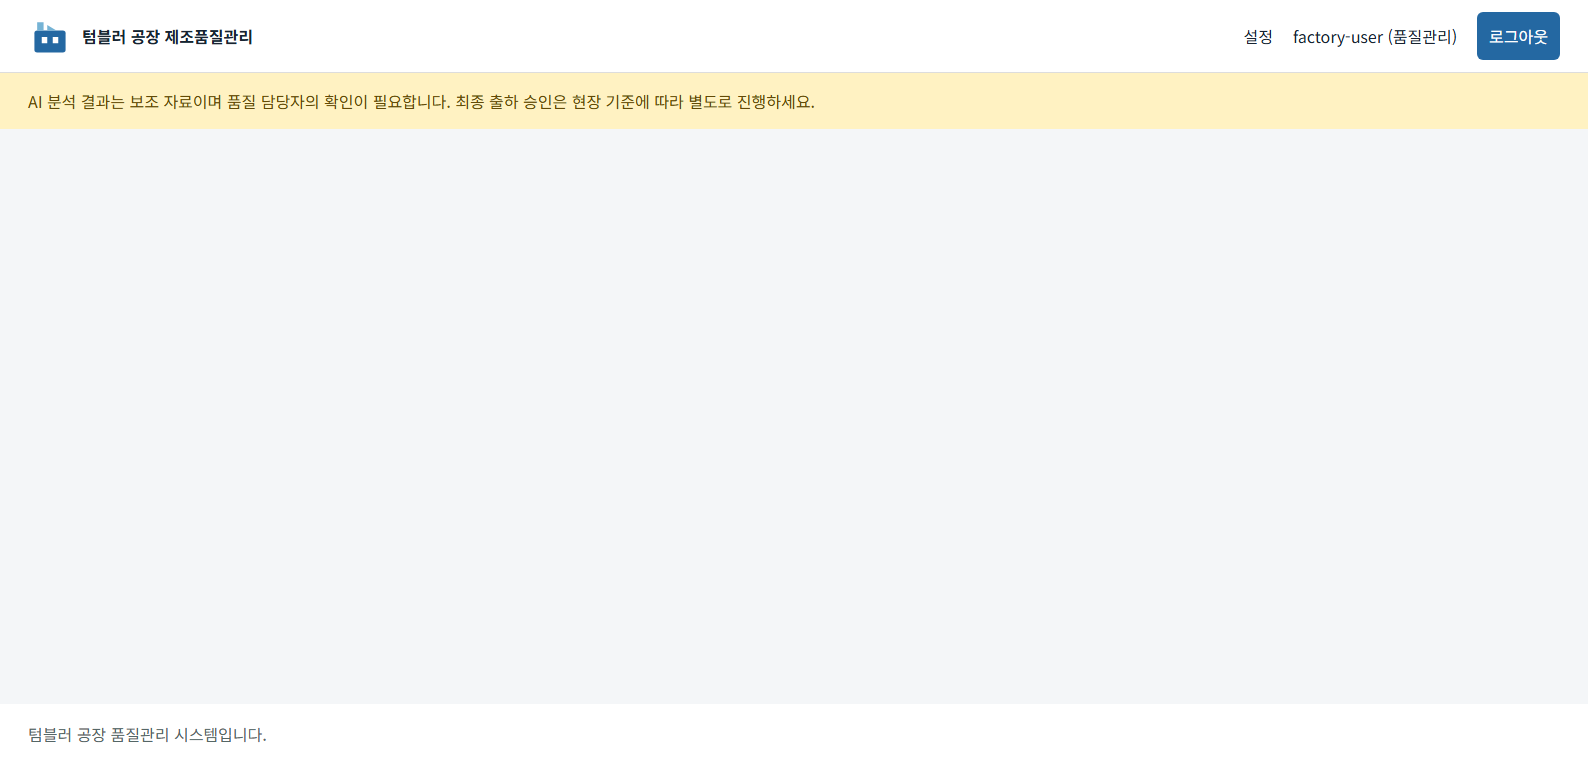 텀블러 공장 제조품질관리
설정
factory-user (품질관리)
로그아웃
AI 분석 결과는 보조 자료이며 품질 담당자의 확인이 필요합니다. 최종 출하 승인은 현장 기준에 따라 별도로 진행하세요.
텀블러 공장 품질관리 시스템입니다.